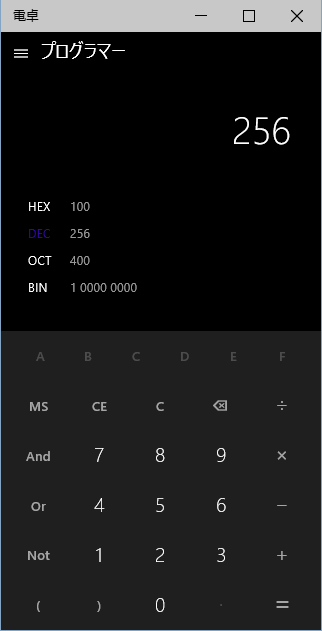 電卓
プログラマー
256
HEX 100
DEC 256
OCT 400
BIN 1 0000 0000
A B C D E F
MS CE C ÷
And 7 8 9 ×
Or 4 5 6 −
Not 1 2 3 +
( ) 0 . =